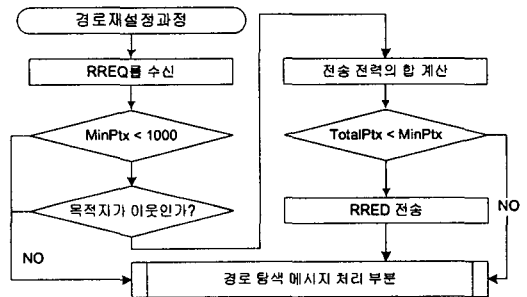 경로재설정과정
RREQ를 수신
MinPtx < 1000
목적지가 이웃인가?
NO
전송 전력의 합 계산
TotalPtx < MinPtx
RRED 전송
NO
경로 탐색 메시지 처리 부분